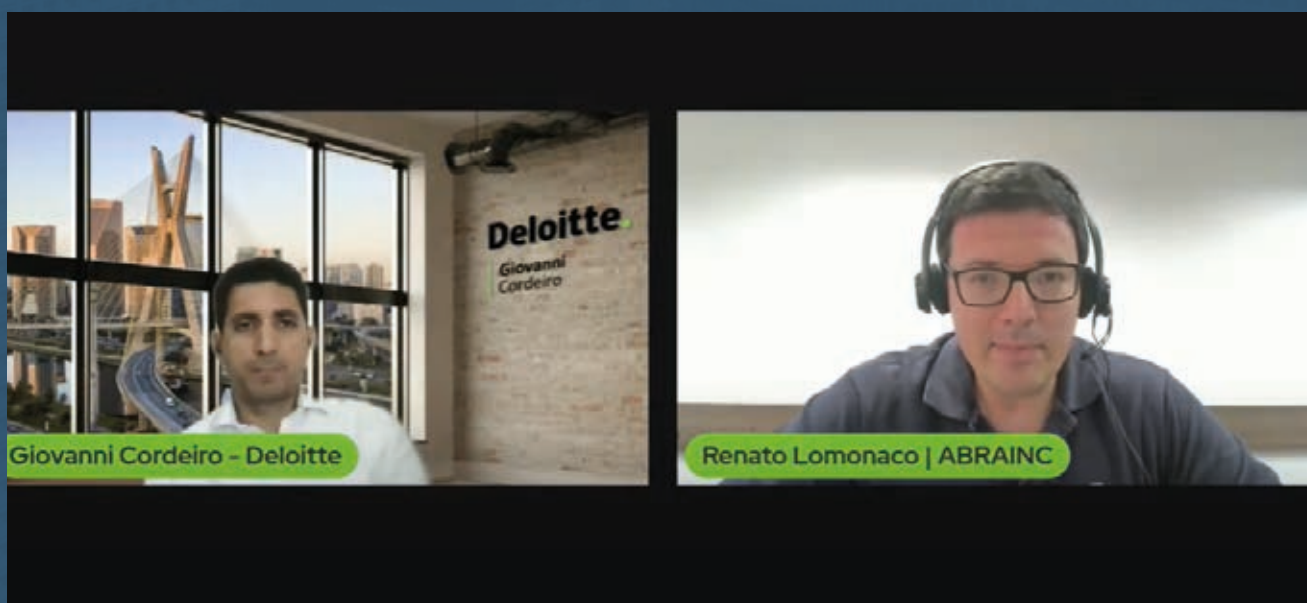 Deloitte.
Giovanni
Cordeiro
Giovanni Cordeiro - Deloitte
Renato Lomonaco | ABRAINC